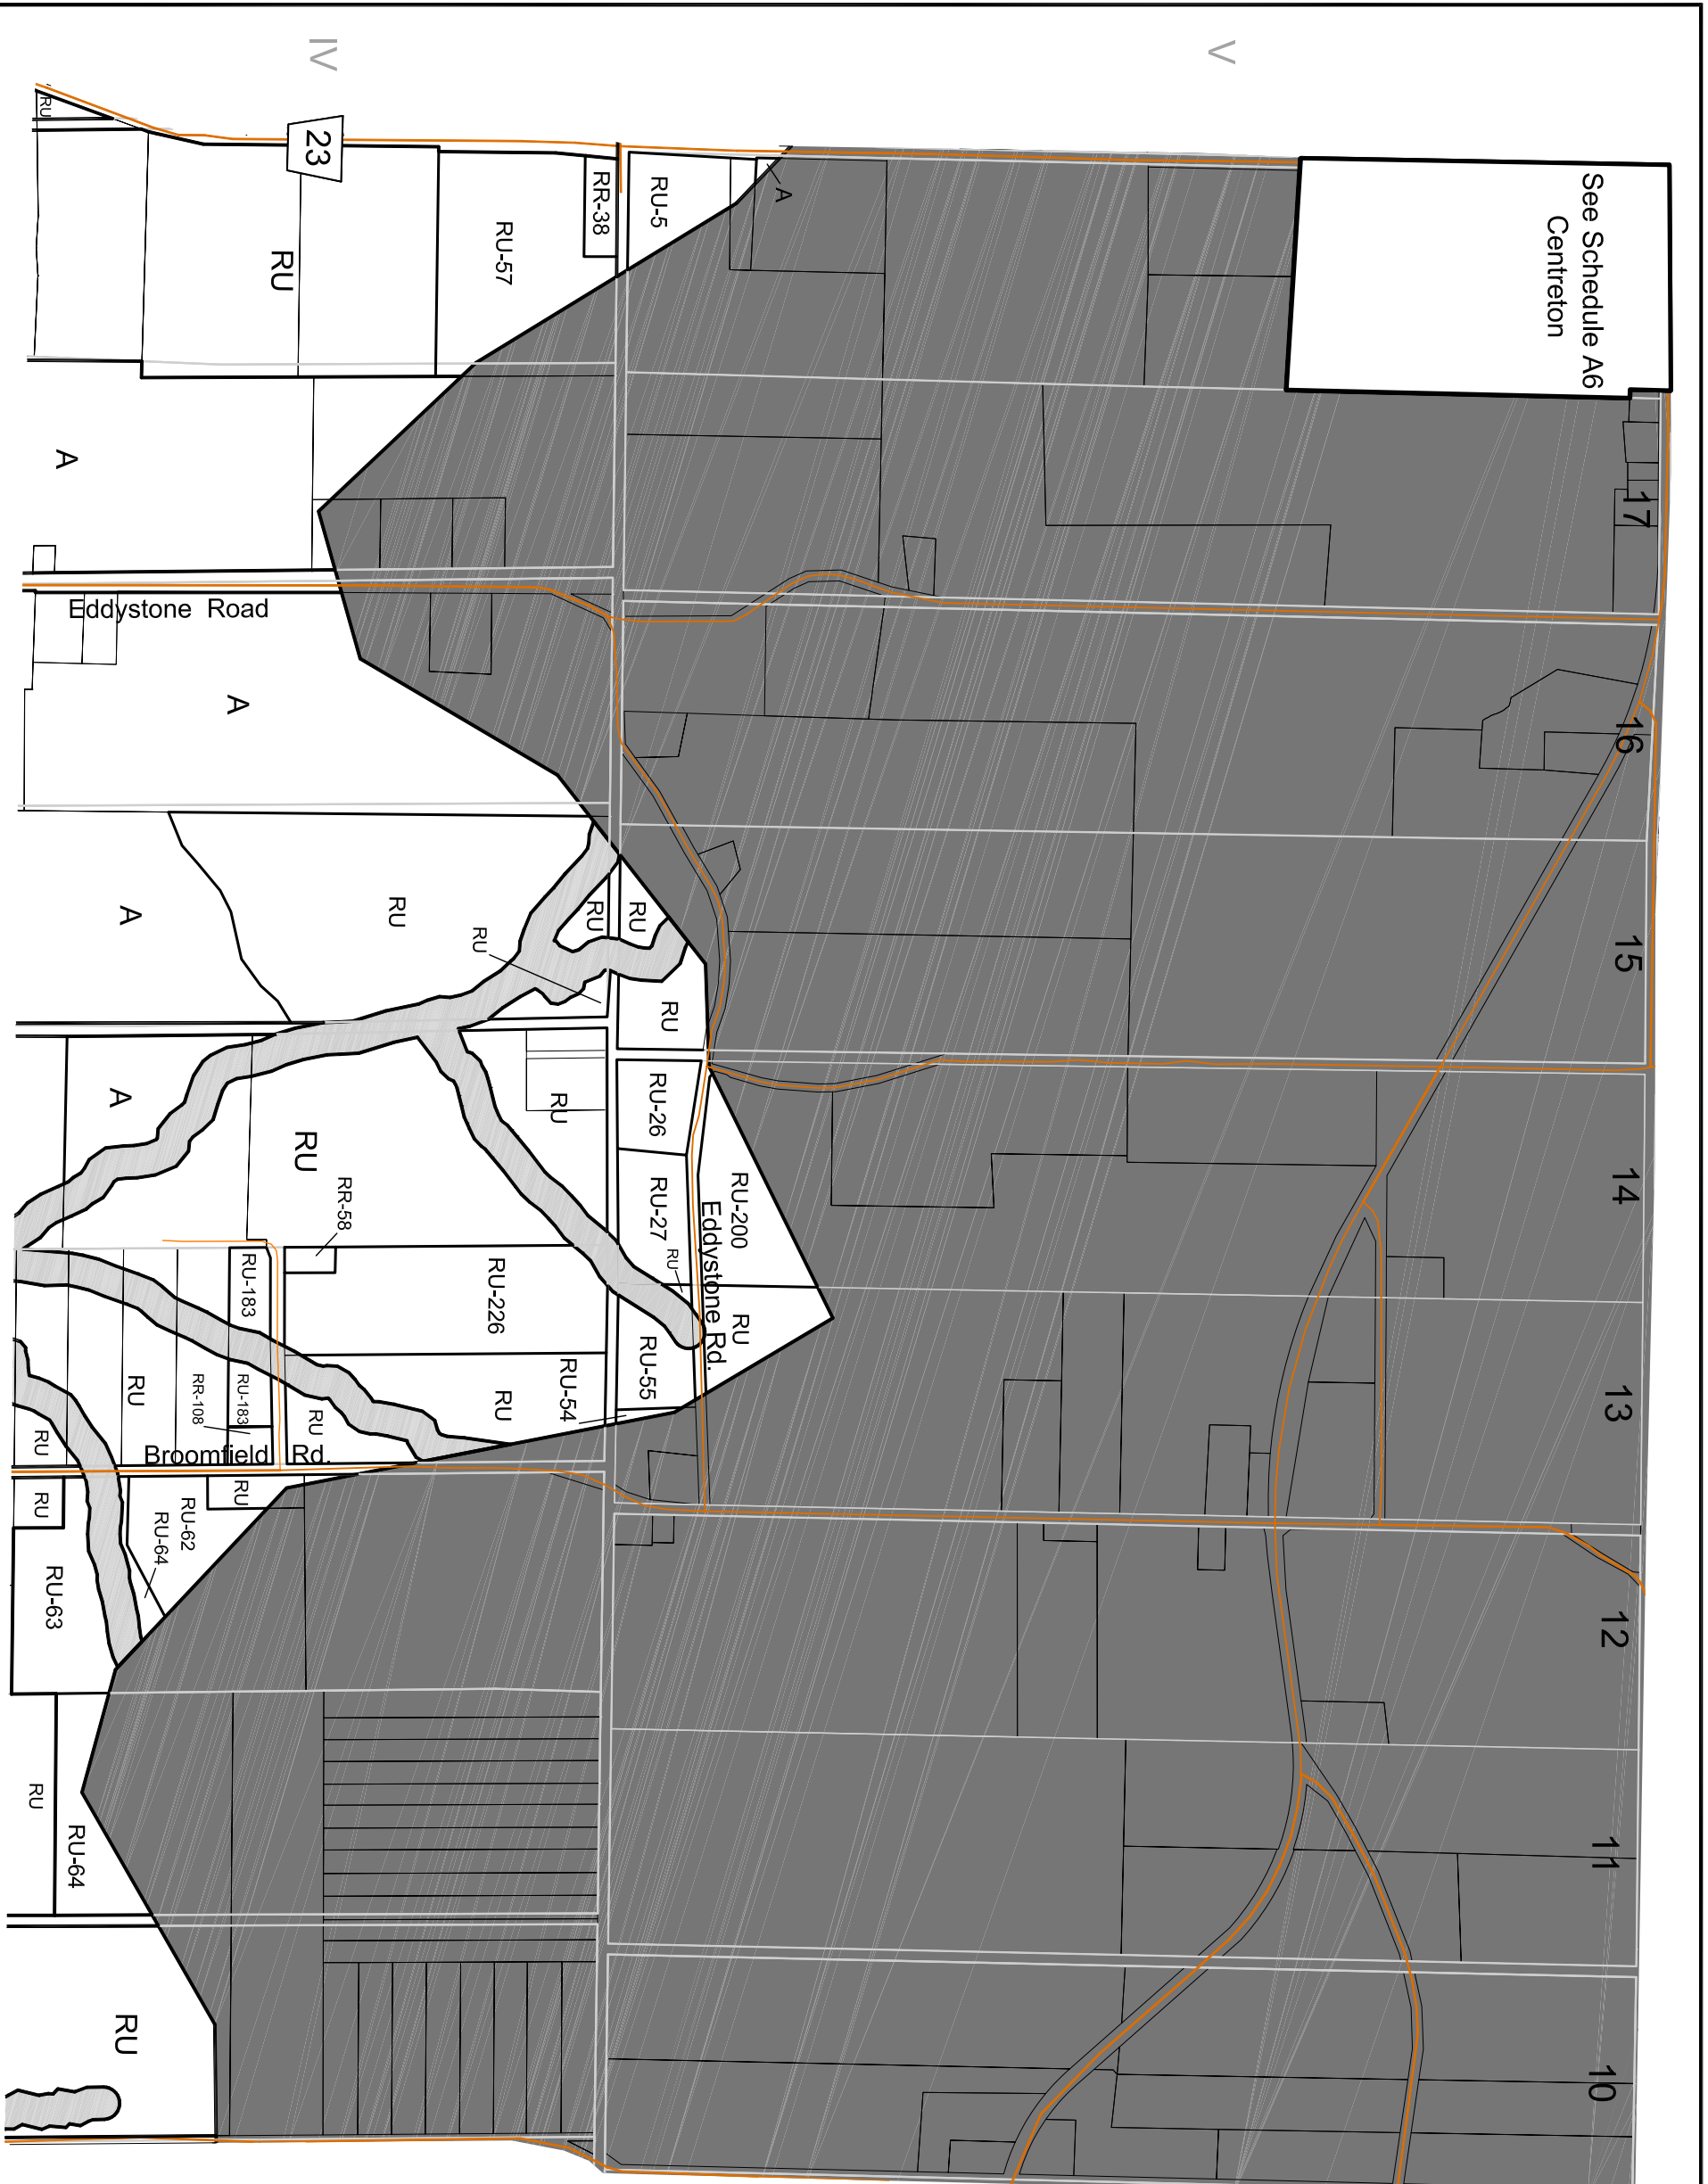 See Schedule A6
Centreton
V
IV
17
16
15
14
13
12
11
10
23
A
RU-5
RR-38
RU-57
RU
RU
A
Eddystone Road
A
RU
RU
RU
RU
RU
A
RU-26
RU-27
RU-200
Eddystone Rd.
RU
RU
RU-55
RU-54
RU
RU
RR-58
RU-226
RU
A
RU-183
RU-183
RR-108
RU
RU
RU
Broomfield Rd.
RU
RU
RU-62
RU-64
RU-63
RU
RU-64
RU